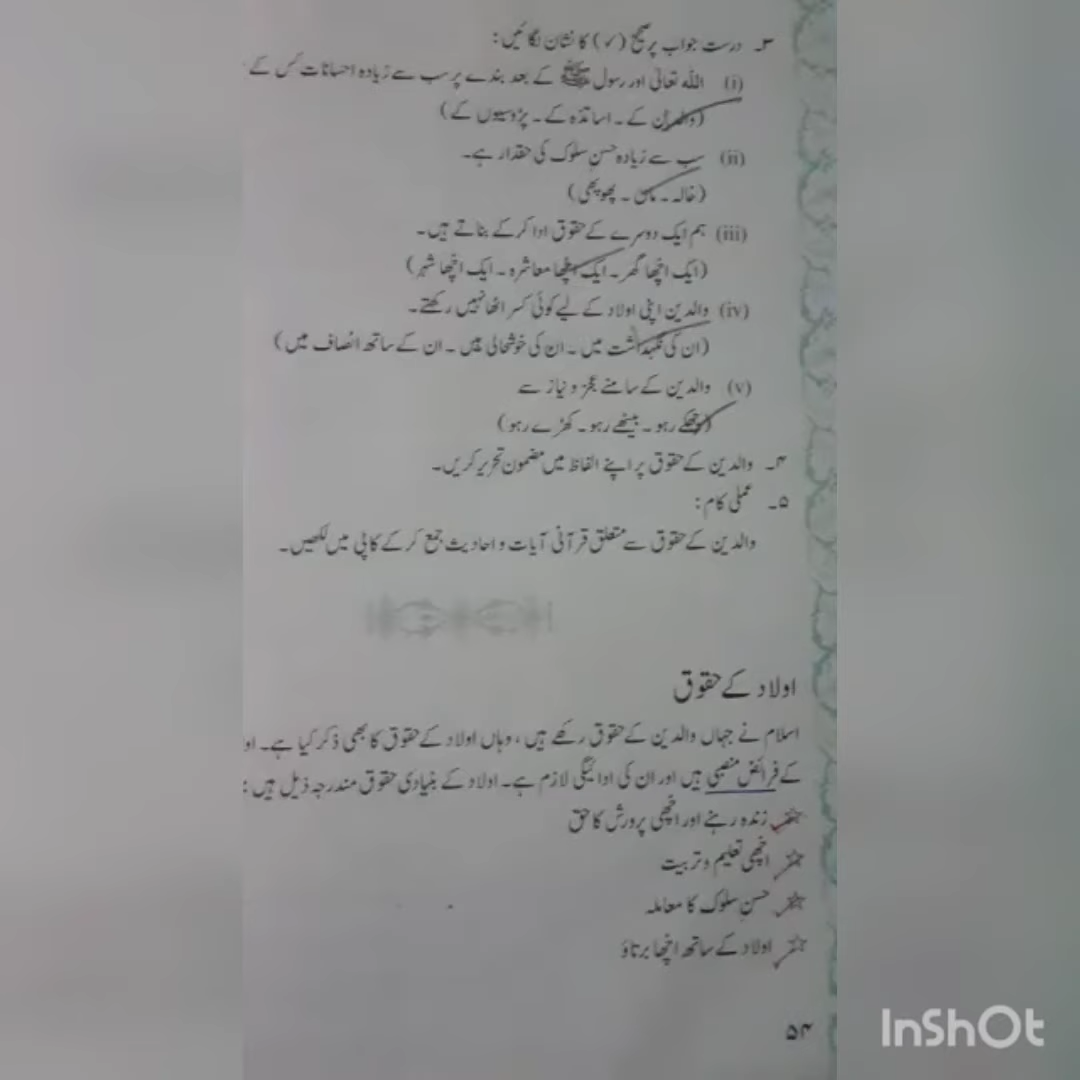 ۳۔ درست جواب پر صحیح (✓) کا نشان لگائیں:
(i) اللہ تعالیٰ اور رسول ﷺ کے بعد بندے پر سب سے زیادہ احسانات کس کے
(والدین کے ۔ اساتذہ کے ۔ پڑوسیوں کے)
(ii) سب سے زیادہ حسنِ سلوک کی حقدار ہے۔
(خالہ ۔ ماں ۔ پھوپھی)
(iii) ہم ایک دوسرے کے حقوق ادا کرکے بناتے ہیں۔
(ایک اچھا گھر ۔ ایک اچھا معاشرہ ۔ ایک اچھا شہر)
(iv) والدین اپنی اولاد کے لیے کوئی کسر اٹھا نہیں رکھتے۔
(ان کی نگہداشت میں ۔ ان کی خوشحالی میں ۔ ان کے ساتھ انصاف میں)
(v) والدین کے سامنے عجز و نیاز سے
(جھکے رہو ۔ بیٹھے رہو ۔ کھڑے رہو)
۴۔ والدین کے حقوق پر اپنے الفاظ میں مضمون تحریر کریں۔
۵۔ عملی کام:
والدین کے حقوق سے متعلق قرآنی آیات و احادیث جمع کرکے کاپی میں لکھیں۔
اولاد کے حقوق
اسلام نے جہاں والدین کے حقوق رکھے ہیں، وہاں اولاد کے حقوق کا بھی ذکر کیا ہے۔
کے فرائض منصبی ہیں اور ان کی ادائیگی لازم ہے۔ اولاد کے بنیادی حقوق مندرجہ ذیل ہیں:
زندہ رہنے اور اچھی پرورش کا حق
اچھی تعلیم و تربیت
حسنِ سلوک کا معاملہ
اولاد کے ساتھ اچھا برتاؤ
۵۴
InShOt